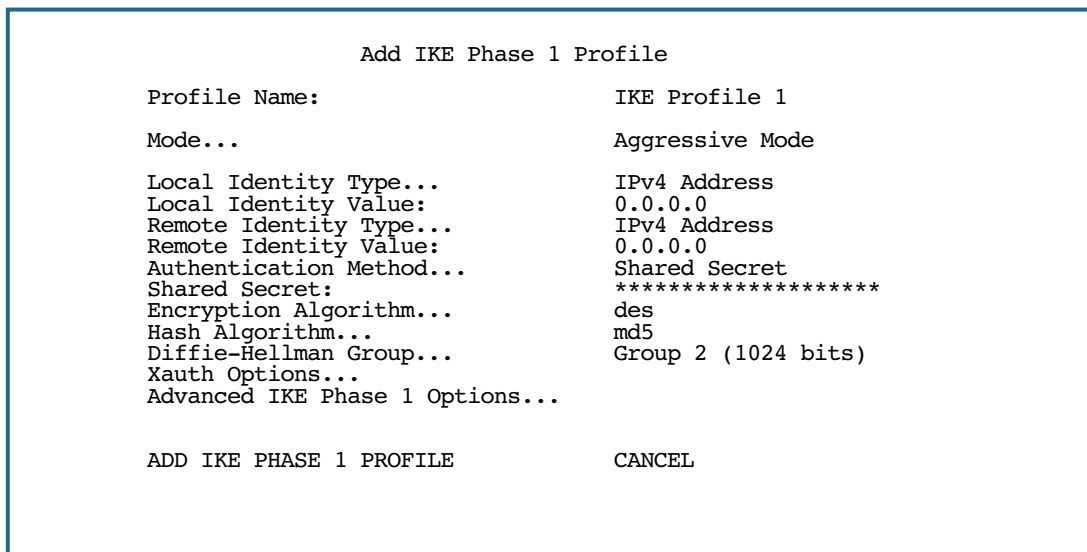 Add IKE Phase 1 Profile
Profile Name: IKE Profile 1
Mode... Aggressive Mode
Local Identity Type... IPv4 Address
Local Identity Value: 0.0.0.0
Remote Identity Type... IPv4 Address
Remote Identity Value: 0.0.0.0
Authentication Method... Shared Secret
Shared Secret: ********************
Encryption Algorithm... des
Hash Algorithm... md5
Diffie-Hellman Group... Group 2 (1024 bits)
Xauth Options...
Advanced IKE Phase 1 Options...
ADD IKE PHASE 1 PROFILE CANCEL